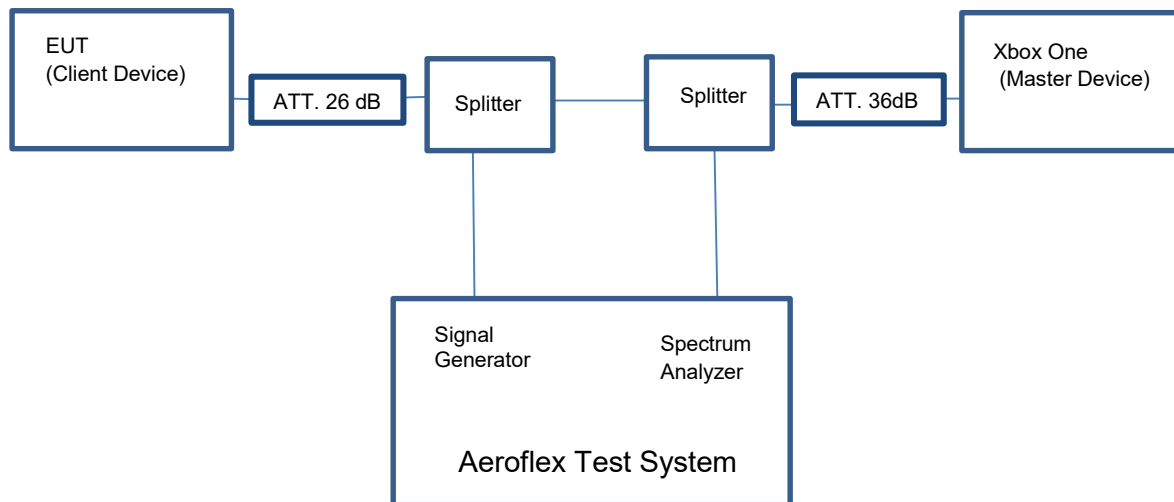 EUT
(Client Device)
ATT. 26 dB
Splitter
Splitter
ATT. 36dB
Xbox One
(Master Device)
Signal
Generator
Spectrum
Analyzer
Aeroflex Test System